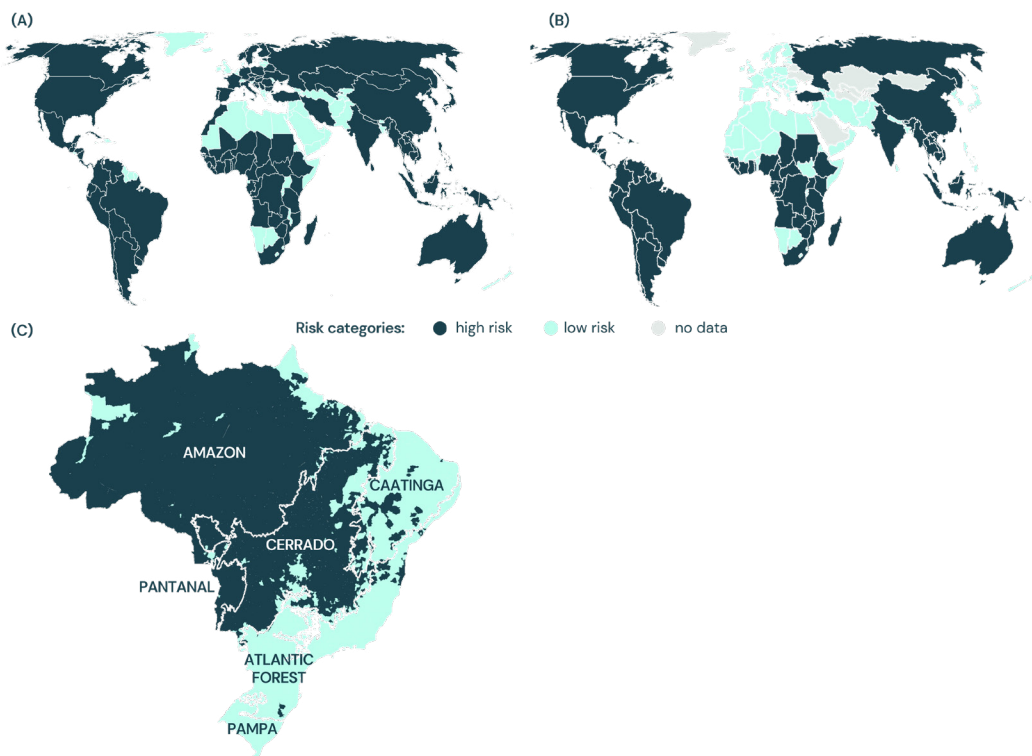 (A)
(B)
Risk categories: high risk low risk no data
(C)
AMAZON
CAATINGA
CERRADO
PANTANAL
ATLANTIC
FOREST
PAMPA